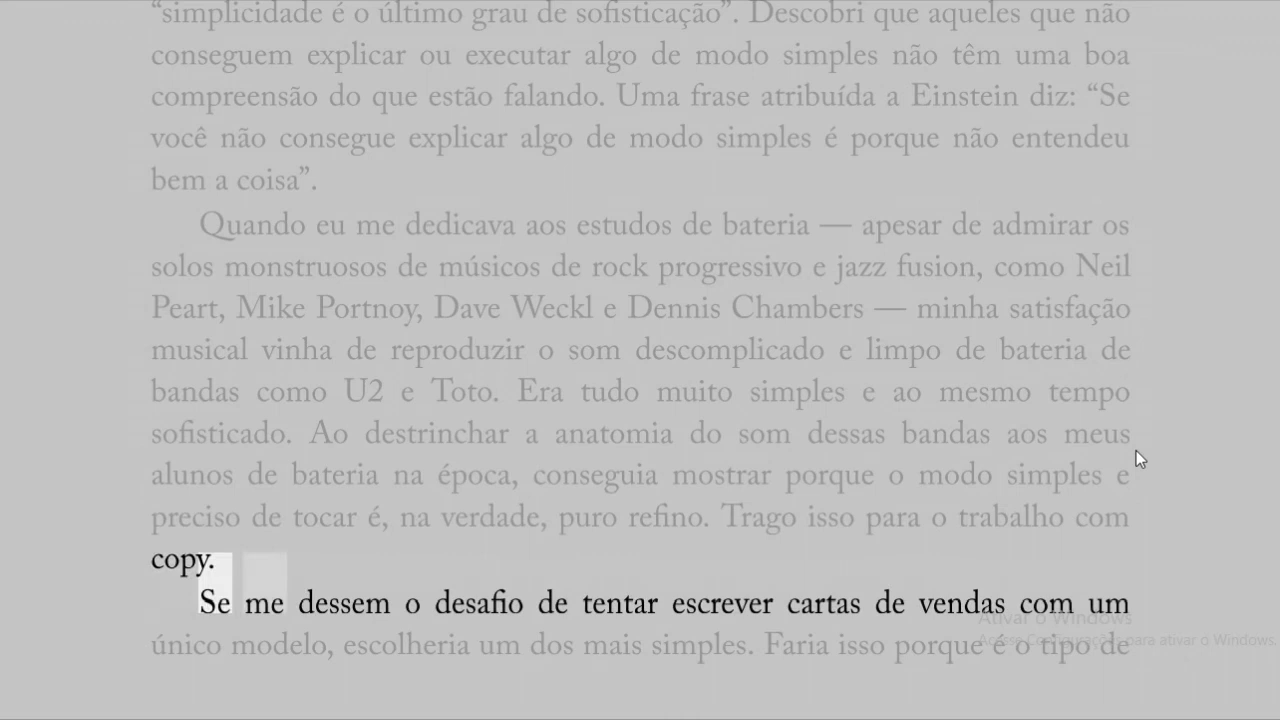 “simplicidade é o último grau de sofisticação”. Descobri que aqueles que não
conseguem explicar ou executar algo de modo simples não têm uma boa
compreensão do que estão falando. Uma frase atribuída a Einstein diz: “Se
você não consegue explicar algo de modo simples é porque não entendeu
bem a coisa”.
Quando eu me dedicava aos estudos de bateria — apesar de admirar os
solos monstruosos de músicos de rock progressivo e jazz fusion, como Neil
Peart, Mike Portnoy, Dave Weckl e Dennis Chambers — minha satisfação
musical vinha de reproduzir o som descomplicado e limpo de bateria de
bandas como U2 e Toto. Era tudo muito simples e ao mesmo tempo
sofisticado. Ao destrinchar a anatomia do som dessas bandas aos meus
alunos de bateria na época, conseguia mostrar porque o modo simples e
preciso de tocar é, na verdade, puro refino. Trago isso para o trabalho com
copy.
Se me dessem o desafio de tentar escrever cartas de vendas com um
único modelo, escolheria um dos mais simples. Faria isso porque é o tipo de
Ativar o Windows
Acesse Configurações para ativar o Windows.